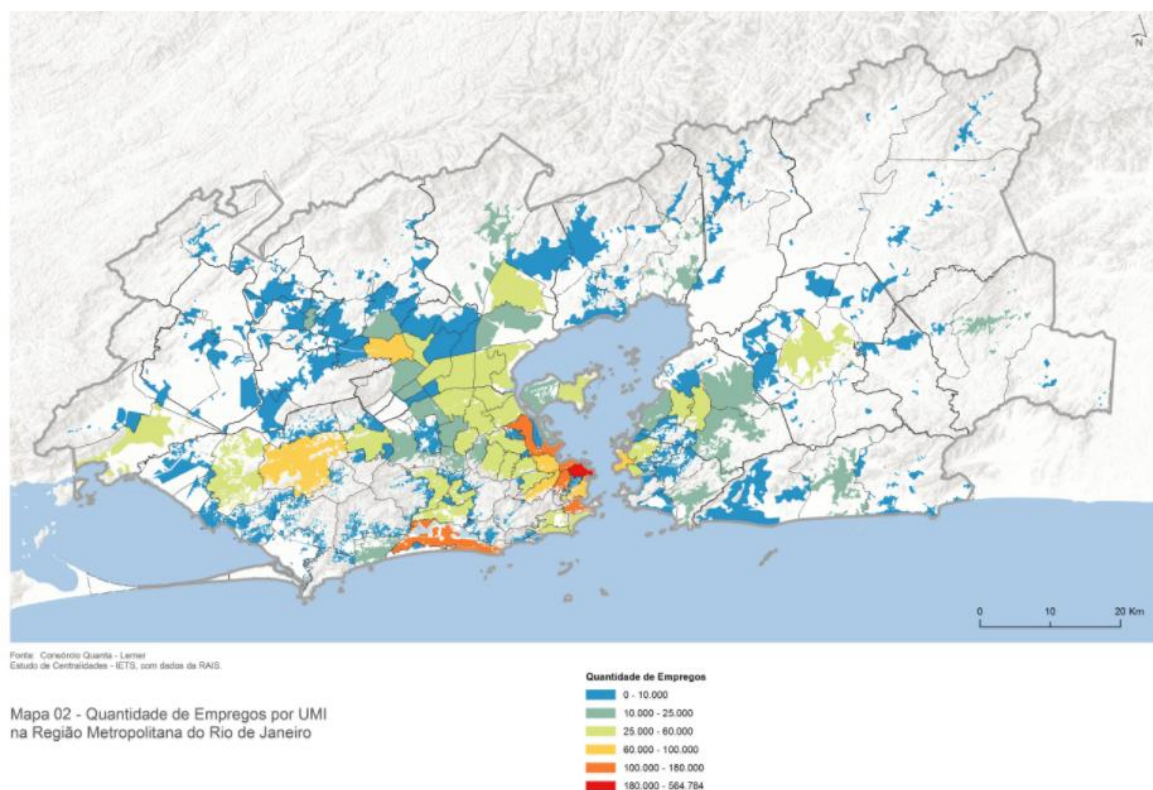 N
0 10 20 Km
Fonte: Consórcio Quanta - Lerner
Estudo de Centralidades - IETS, com dados da RAIS.
Mapa 02 - Quantidade de Empregos por UMI
na Região Metropolitana do Rio de Janeiro
Quantidade de Empregos
0 - 10.000
10.000 - 25.000
25.000 - 60.000
60.000 - 100.000
100.000 - 180.000
180.000 - 564.784